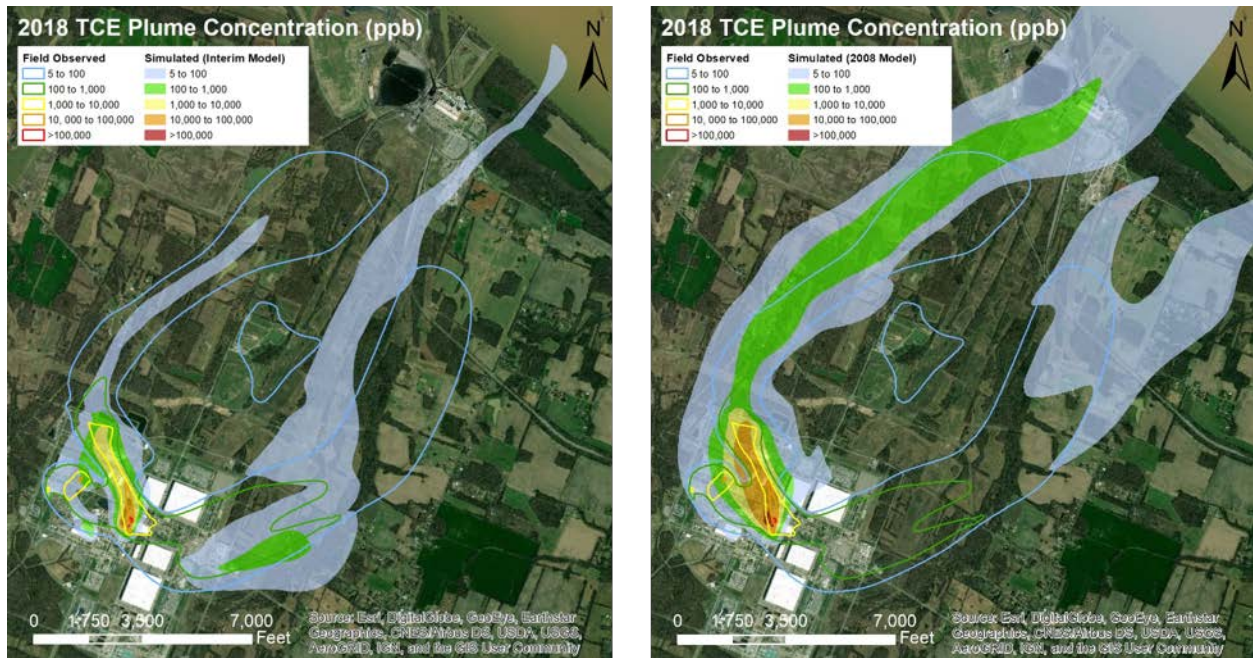 2018 TCE Plume Concentration (ppb)
N
Field Observed
Simulated (Interim Model)
5 to 100
5 to 100
100 to 1,000
100 to 1,000
1,000 to 10,000
1,000 to 10,000
10, 000 to 100,000
10,000 to 100,000
>100,000
>100,000
0 1,750 3,500 7,000
Feet
Source: Esri, DigitalGlobe, GeoEye, Earthstar
Geographics, CNES/Airbus DS, USDA, USGS,
AeroGRID, IGN, and the GIS User Community
2018 TCE Plume Concentration (ppb)
N
Field Observed
Simulated (2008 Model)
5 to 100
5 to 100
100 to 1,000
100 to 1,000
1,000 to 10,000
1,000 to 10,000
10, 000 to 100,000
10,000 to 100,000
>100,000
>100,000
0 1,750 3,500 7,000
Feet
Source: Esri, DigitalGlobe, GeoEye, Earthstar
Geographics, CNES/Airbus DS, USDA, USGS,
AeroGRID, IGN, and the GIS User Community